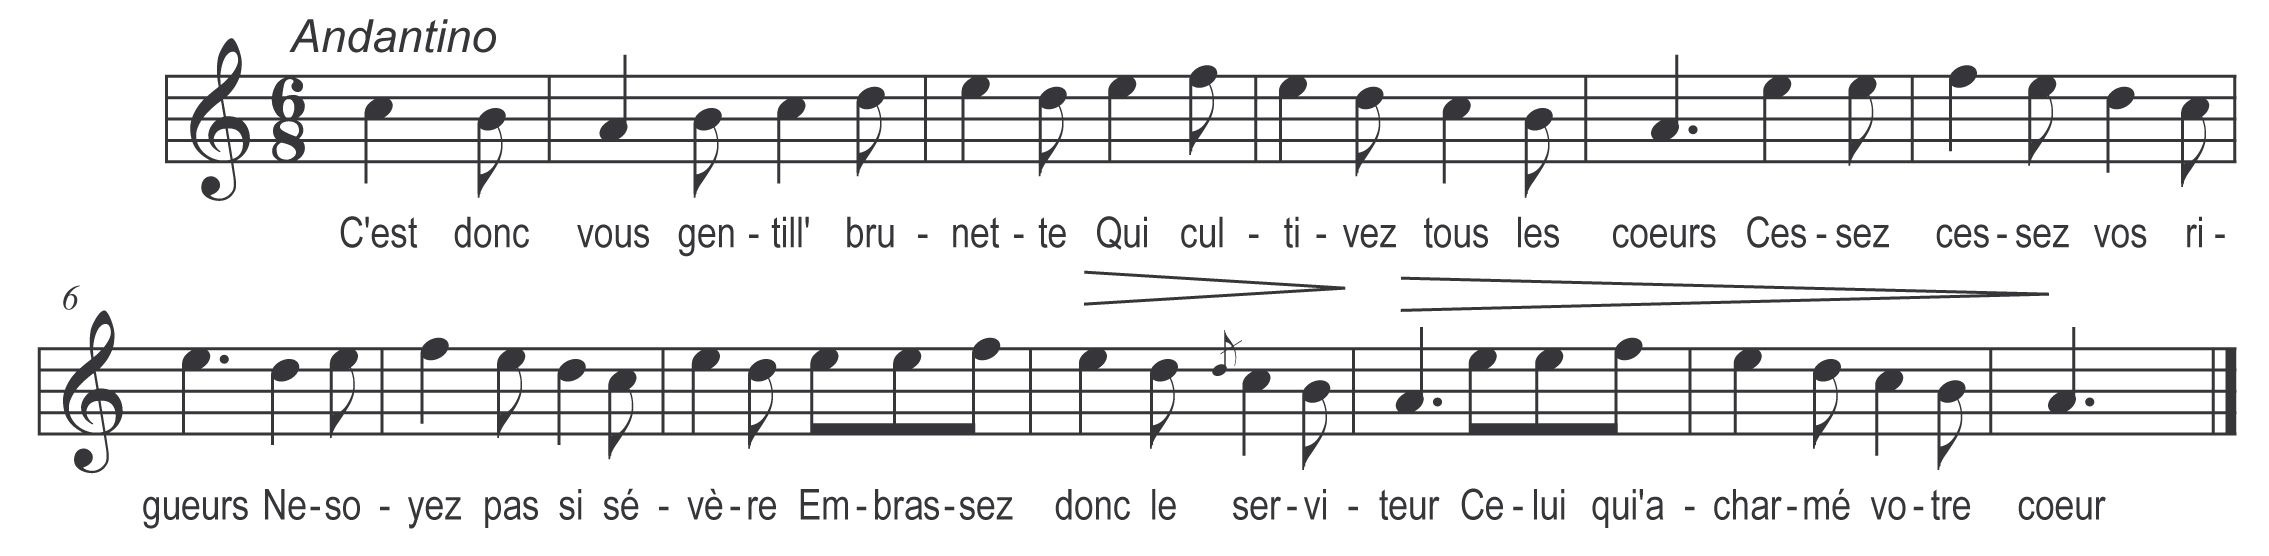 Andantino
6
8
C'est donc vous gen - till' bru - net - te Qui cul - ti - vez tous les coeurs Ces - sez ces - sez vos ri -
6
gueurs Ne - so - yez pas si sé - vè - re Em - bras - sez donc le ser - vi - teur Ce - lui qui'a - char - mé vo - tre coeur